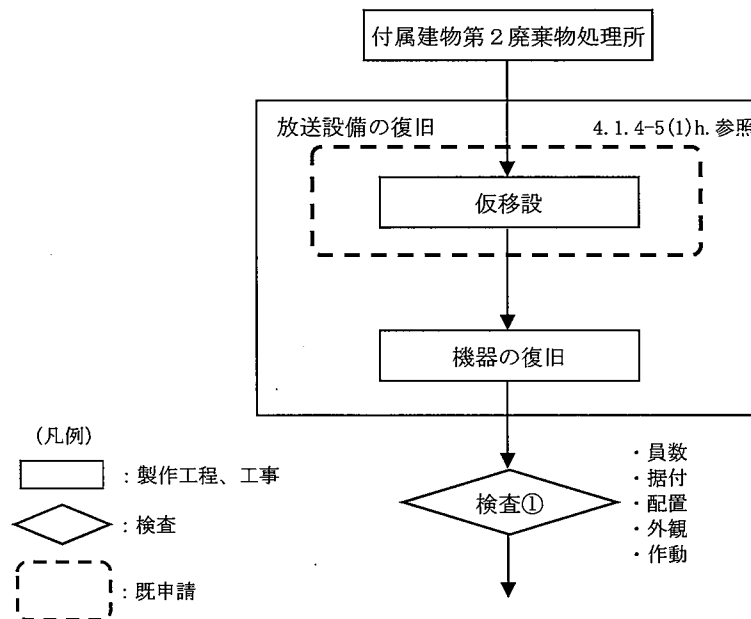 付属建物第2廃棄物処理所
放送設備の復旧 4.1.4-5(1)h.参照
仮移設
機器の復旧
検査①
・員数
・据付
・配置
・外観
・作動
(凡例)
：製作工程、工事
：検査
：既申請